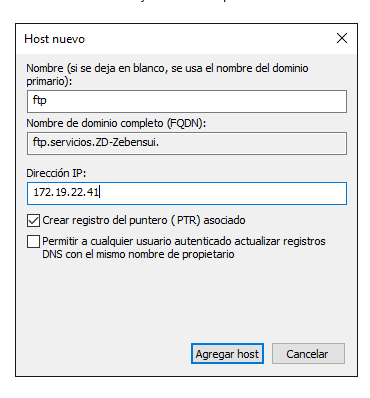 Host nuevo
Nombre (si se deja en blanco, se usa el nombre del dominio
primario):
ftp
Nombre de dominio completo (FQDN):
ftp.servicios.ZD-Zebensui.
Dirección IP:
172.19.22.41
Crear registro del puntero (PTR) asociado
Permitir a cualquier usuario autenticado actualizar registros
DNS con el mismo nombre de propietario
Agregar host
Cancelar